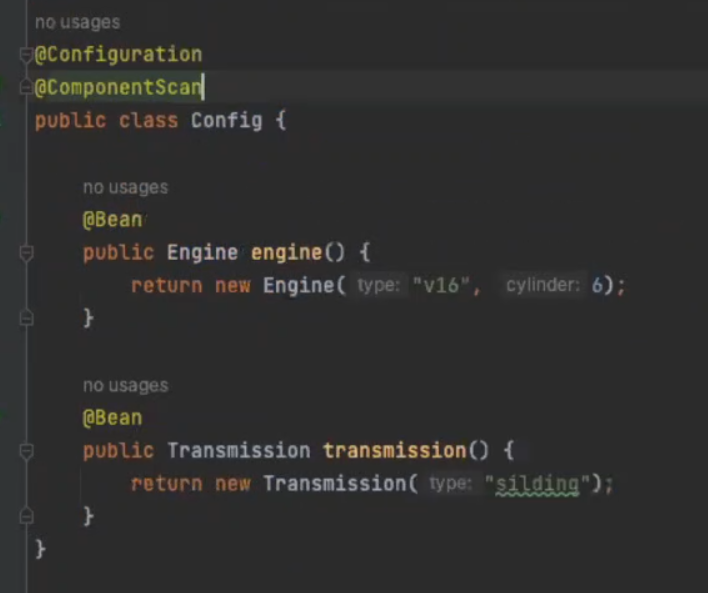 no usages
@Configuration
@ComponentScan
public class Config {
no usages
@Bean
public Engine engine() {
return new Engine( type: "v16", cylinder: 6);
}
no usages
@Bean
public Transmission transmission() {
return new Transmission( type: "silding");
}
}